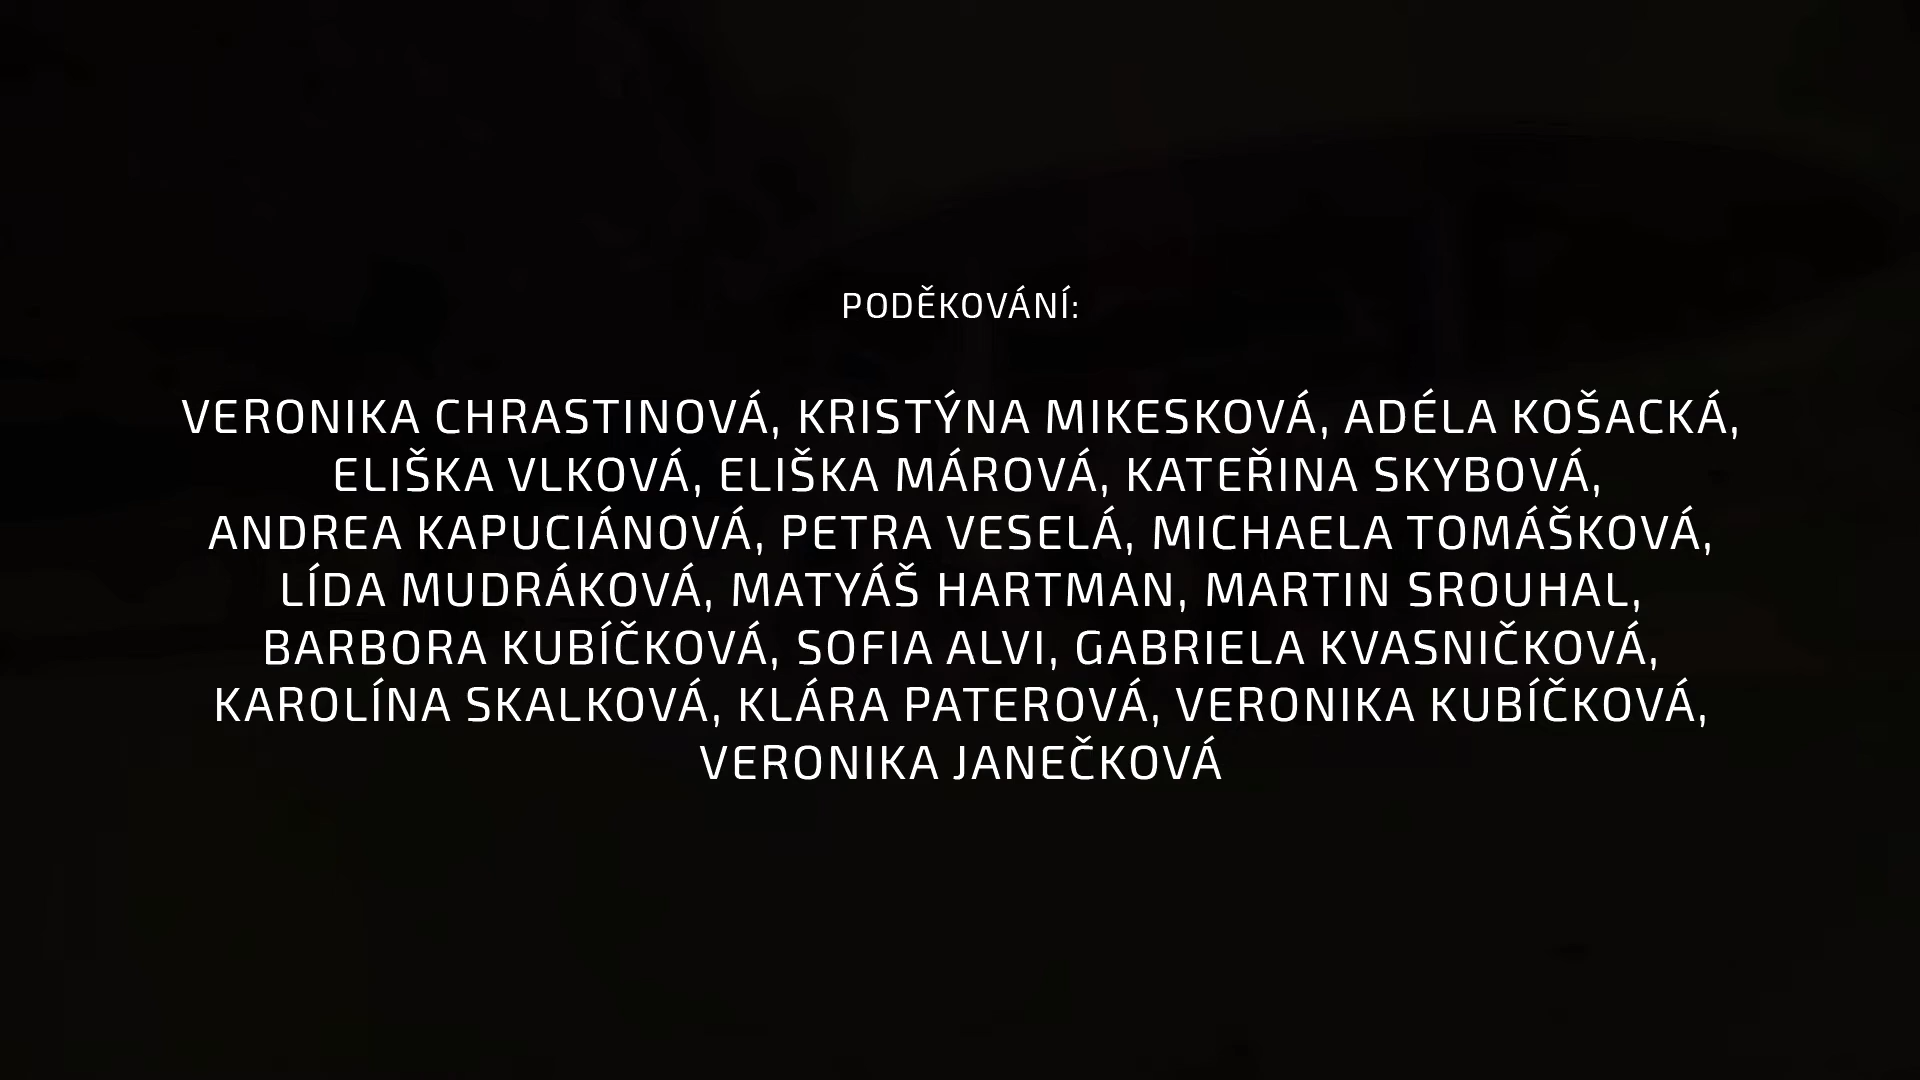 PODĚKOVÁNÍ:
VERONIKA CHRASTINOVÁ, KRISTÝNA MIKESKOVÁ, ADÉLA KOŠACKÁ,
ELIŠKA VLKOVÁ, ELIŠKA MÁROVÁ, KATEŘINA SKYBOVÁ,
ANDREA KAPUCIÁNOVÁ, PETRA VESELÁ, MICHAELA TOMÁŠKOVÁ,
LÍDA MUDRÁKOVÁ, MATYÁŠ HARTMAN, MARTIN SROUHAL,
BARBORA KUBÍČKOVÁ, SOFIA ALVI, GABRIELA KVASNIČKOVÁ,
KAROLÍNA SKALKOVÁ, KLÁRA PATEROVÁ, VERONIKA KUBÍČKOVÁ,
VERONIKA JANEČKOVÁ